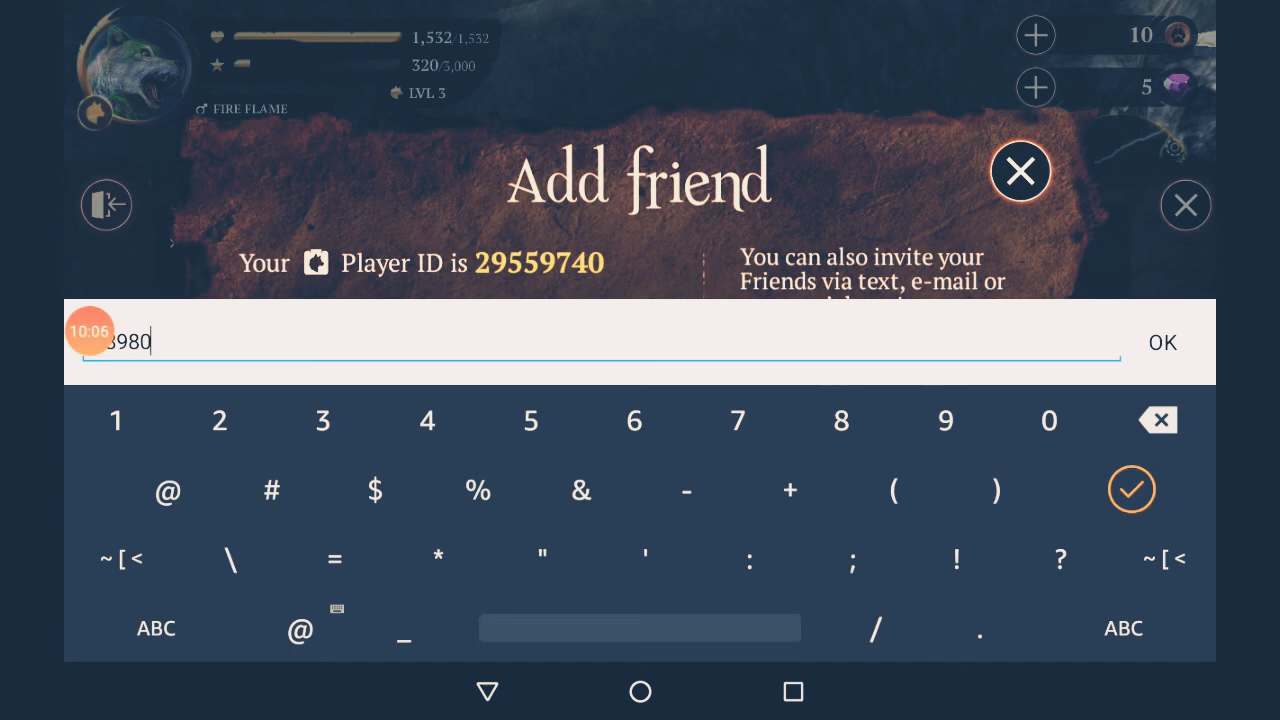 1,532/1,532
320/3,000
LVL 3
♂ FIRE FLAME
10
5
Add friend
Your Player ID is 29559740
You can also invite your
Friends via text, e-mail or
10:06
8980
OK
1 2 3 4 5 6 7 8 9 0
@ # $ % & - + ( )
~[< \ = * " ' : ; ! ? ~[<
ABC @ _ / . ABC